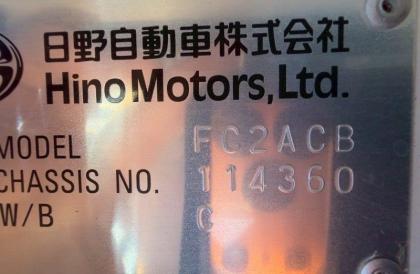 日野自動車株式会社
Hino Motors, Ltd.
MODEL FC2ACB
CHASSIS NO. 114360
W/B C